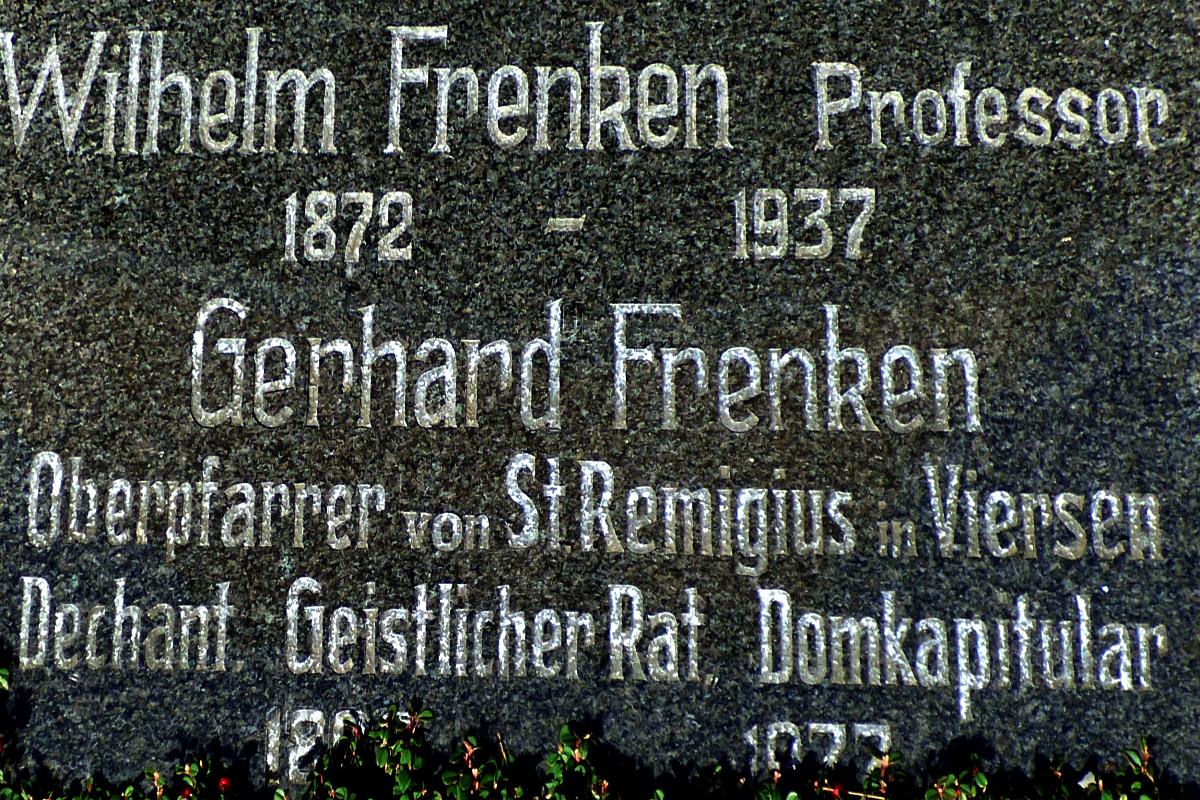 Wilhelm Frenken Professor
1872 – 1937
Gerhard Frenken
Oberpfarrer von St. Remigius in Viersen
Dechant, Geistlicher Rat, Domkapitular